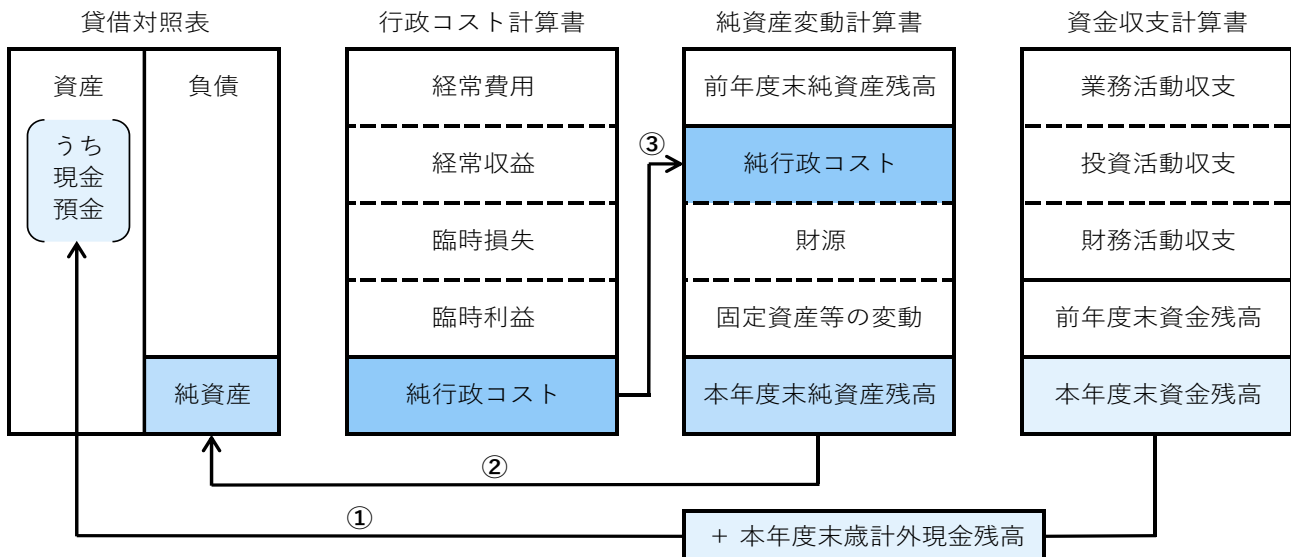 貸借対照表
資産
うち
現金
預金
負債
純資産
行政コスト計算書
経常費用
経常収益
臨時損失
臨時利益
純行政コスト
③
純資産変動計算書
前年度末純資産残高
純行政コスト
財源
固定資産等の変動
本年度末純資産残高
資金収支計算書
業務活動収支
投資活動収支
財務活動収支
前年度末資金残高
本年度末資金残高
②
①
+ 本年度末歳計外現金残高